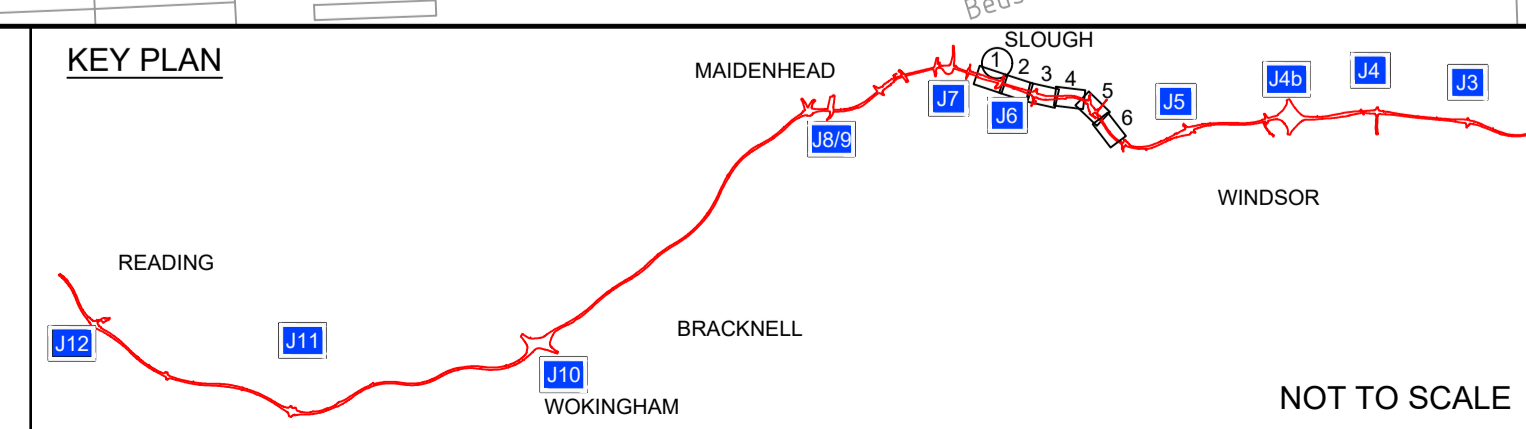 Beds
KEY PLAN
SLOUGH
MAIDENHEAD
1
2
3
4
5
6
J7
J6
J5
J4b
J4
J3
J8/9
WINDSOR
READING
BRACKNELL
J12
J11
J10
WOKINGHAM
NOT TO SCALE